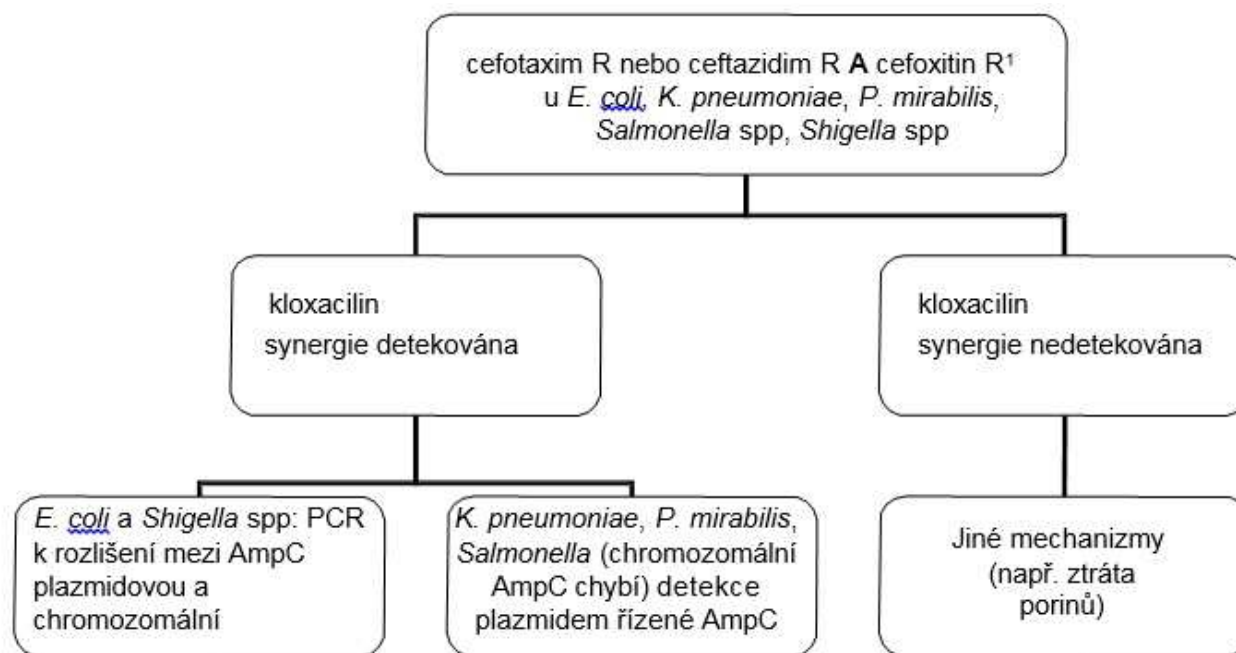 cefotaxim R nebo ceftazidim R A cefoxitin R¹
u E. coli, K. pneumoniae, P. mirabilis,
Salmonella spp, Shigella spp
kloxacilin
synergie detekována
kloxacilin
synergie nedetekována
E. coli a Shigella spp: PCR
k rozlišení mezi AmpC
plazmidovou a
chromozomální
K. pneumoniae, P. mirabilis,
Salmonella (chromozomální
AmpC chybí) detekce
plazmidem řízené AmpC
Jiné mechanizmy
(např. ztráta
porinů)